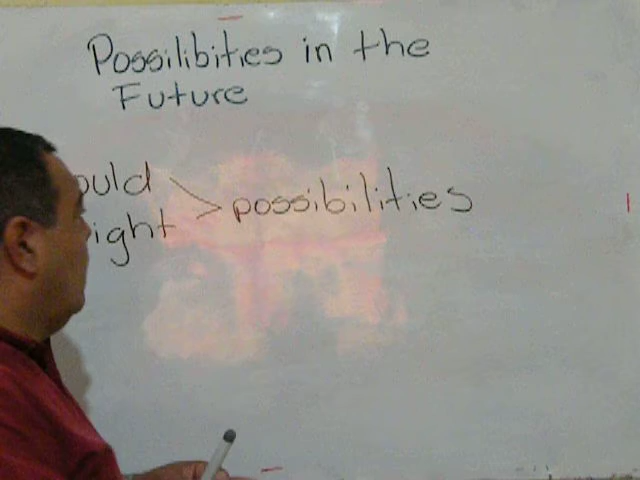 Possilibities in the
Future
ould
ight > possibilities